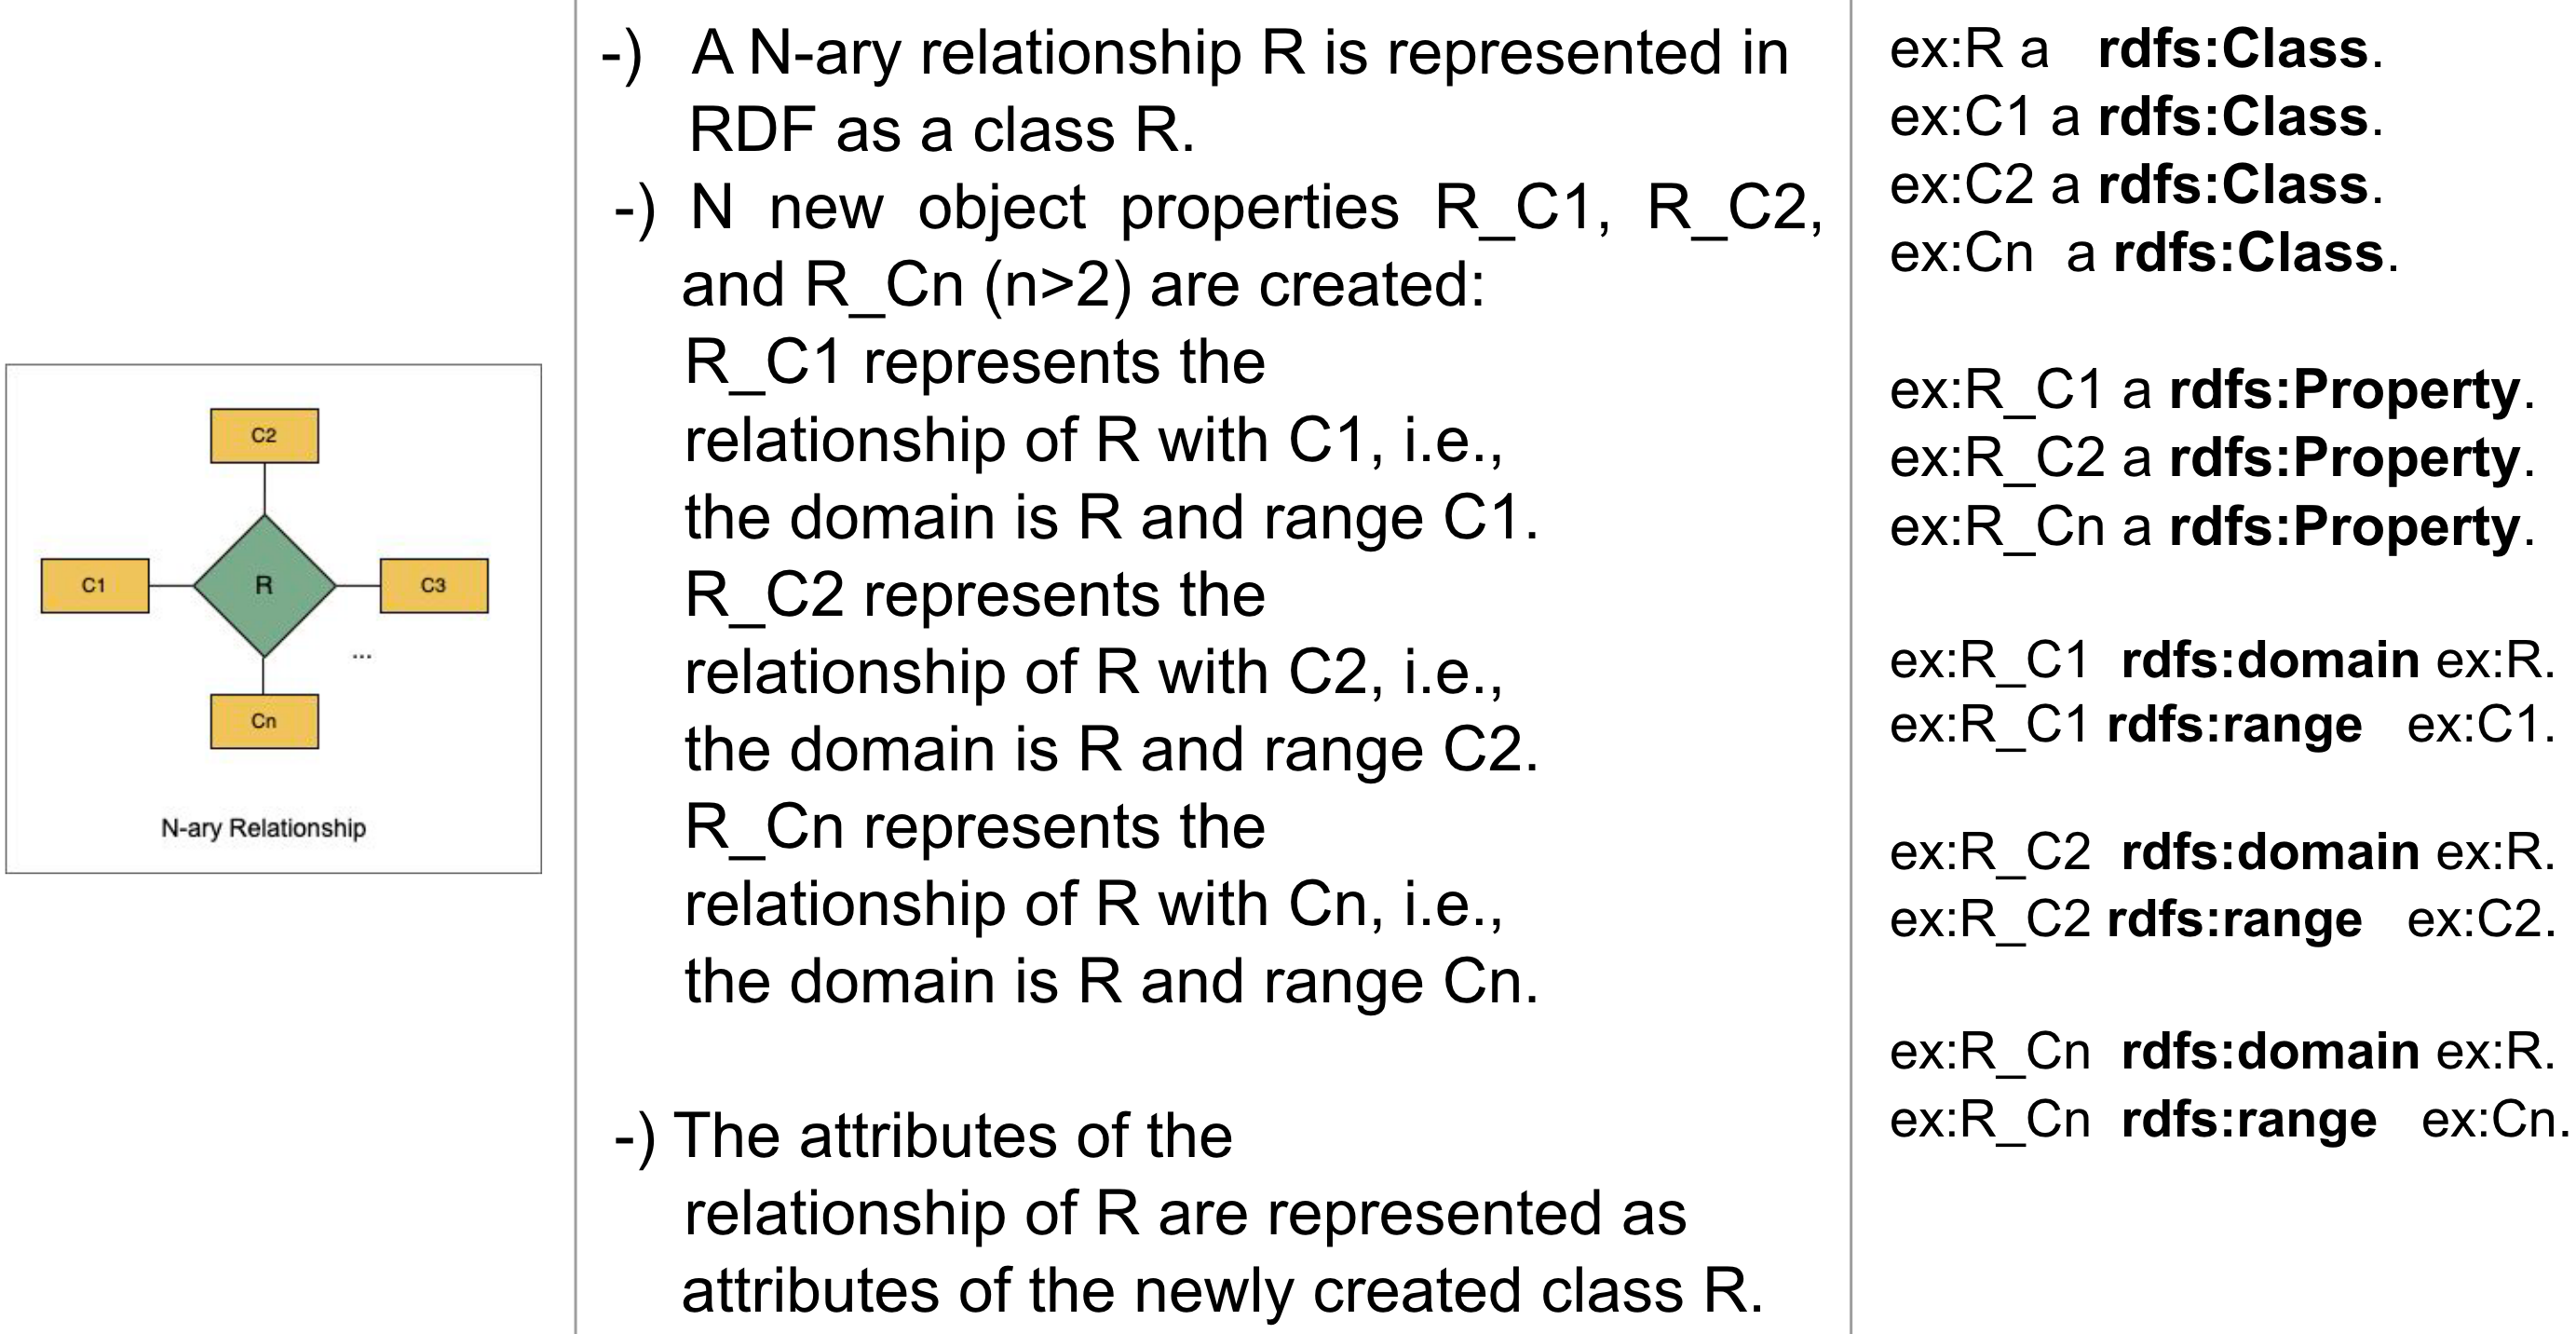 C2
C1
R
C3
...
Cn
N-ary Relationship
-) A N-ary relationship R is represented in
RDF as a class R.
-) N new object properties R_C1, R_C2,
and R_Cn (n>2) are created:
R_C1 represents the
relationship of R with C1, i.e.,
the domain is R and range C1.
R_C2 represents the
relationship of R with C2, i.e.,
the domain is R and range C2.
R_Cn represents the
relationship of R with Cn, i.e.,
the domain is R and range Cn.
-) The attributes of the
relationship of R are represented as
attributes of the newly created class R.
ex:R a rdfs:Class.
ex:C1 a rdfs:Class.
ex:C2 a rdfs:Class.
ex:Cn a rdfs:Class.
ex:R_C1 a rdfs:Property.
ex:R_C2 a rdfs:Property.
ex:R_Cn a rdfs:Property.
ex:R_C1 rdfs:domain ex:R.
ex:R_C1 rdfs:range ex:C1.
ex:R_C2 rdfs:domain ex:R.
ex:R_C2 rdfs:range ex:C2.
ex:R_Cn rdfs:domain ex:R.
ex:R_Cn rdfs:range ex:Cn.